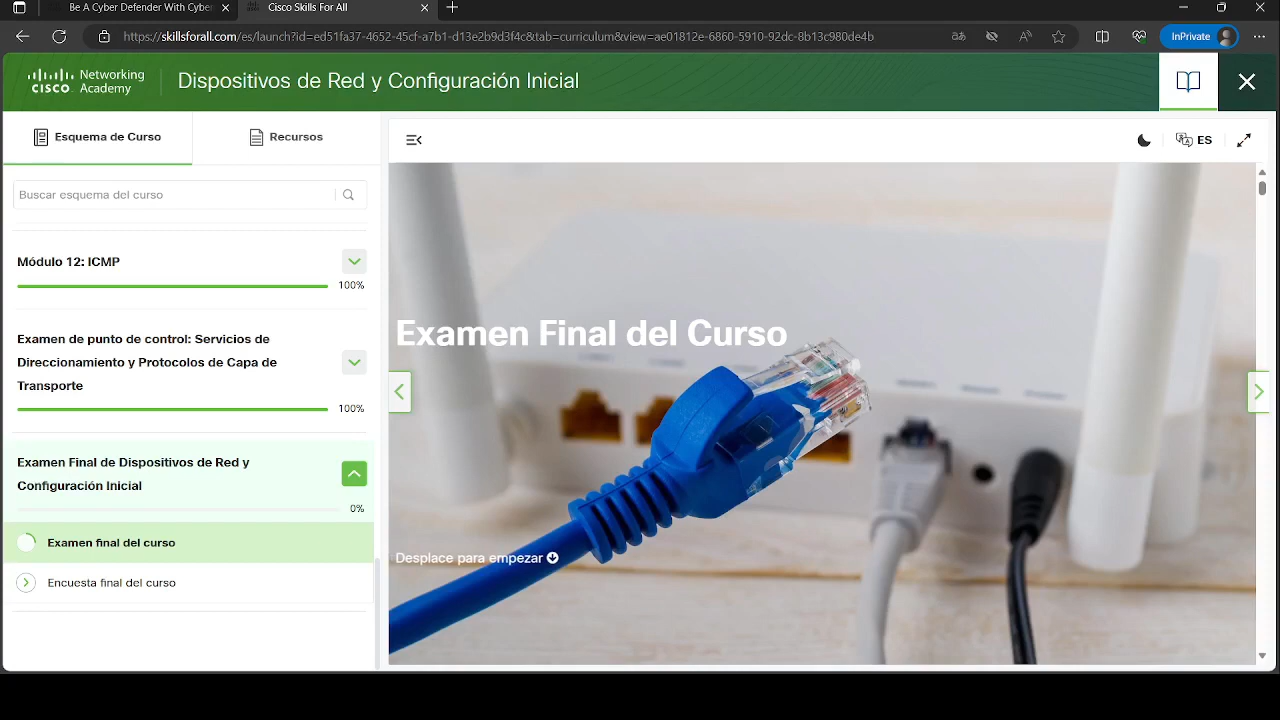 Be A Cyber Defender With Cyber
Cisco Skills For All
https://skillsforall.com/es/launch?id=ed51fa37-4652-45cf-a7b1-d13e2b9d3f4c8&tab=curriculum&view=ae01812e-6860-5910-92dc-8b13c980de4b
InPrivate
CISCO Networking Academy
Dispositivos de Red y Configuración Inicial
Esquema de Curso
Recursos
ES
Buscar esquema del curso
Módulo 12: ICMP
100%
Examen de punto de control: Servicios de
Direccionamiento y Protocolos de Capa de
Transporte
100%
Examen Final de Dispositivos de Red y
Configuración Inicial
0%
Examen final del curso
Encuesta final del curso
Examen Final del Curso
Desplace para empezar